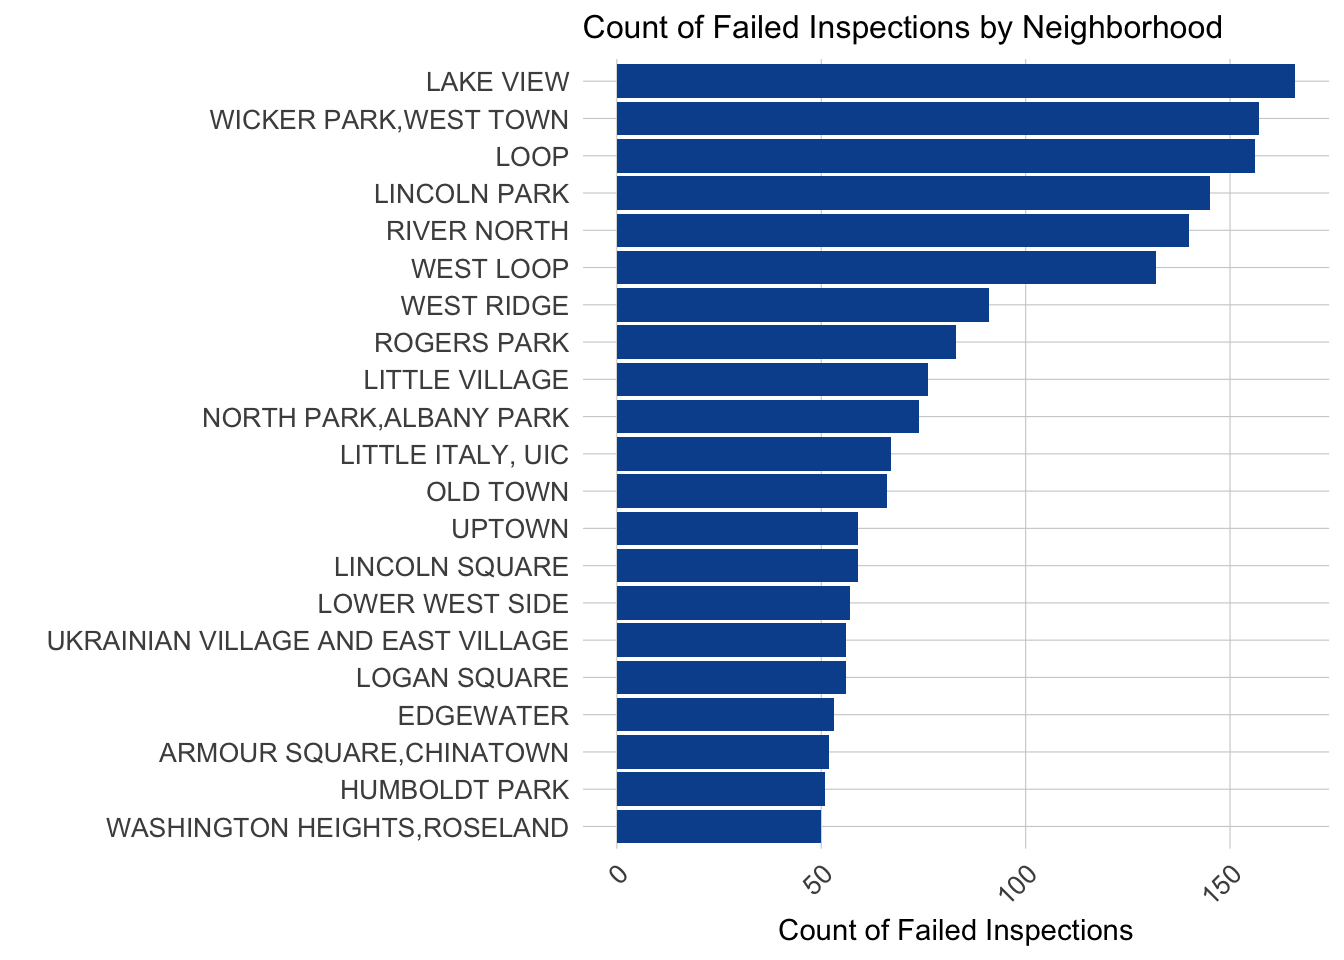 Count of Failed Inspections by Neighborhood
LAKE VIEW
WICKER PARK,WEST TOWN
LOOP
LINCOLN PARK
RIVER NORTH
WEST LOOP
WEST RIDGE
ROGERS PARK
LITTLE VILLAGE
NORTH PARK,ALBANY PARK
LITTLE ITALY, UIC
OLD TOWN
UPTOWN
LINCOLN SQUARE
LOWER WEST SIDE
UKRAINIAN VILLAGE AND EAST VILLAGE
LOGAN SQUARE
EDGEWATER
ARMOUR SQUARE,CHINATOWN
HUMBOLDT PARK
WASHINGTON HEIGHTS,ROSELAND
0 50 100 150
Count of Failed Inspections